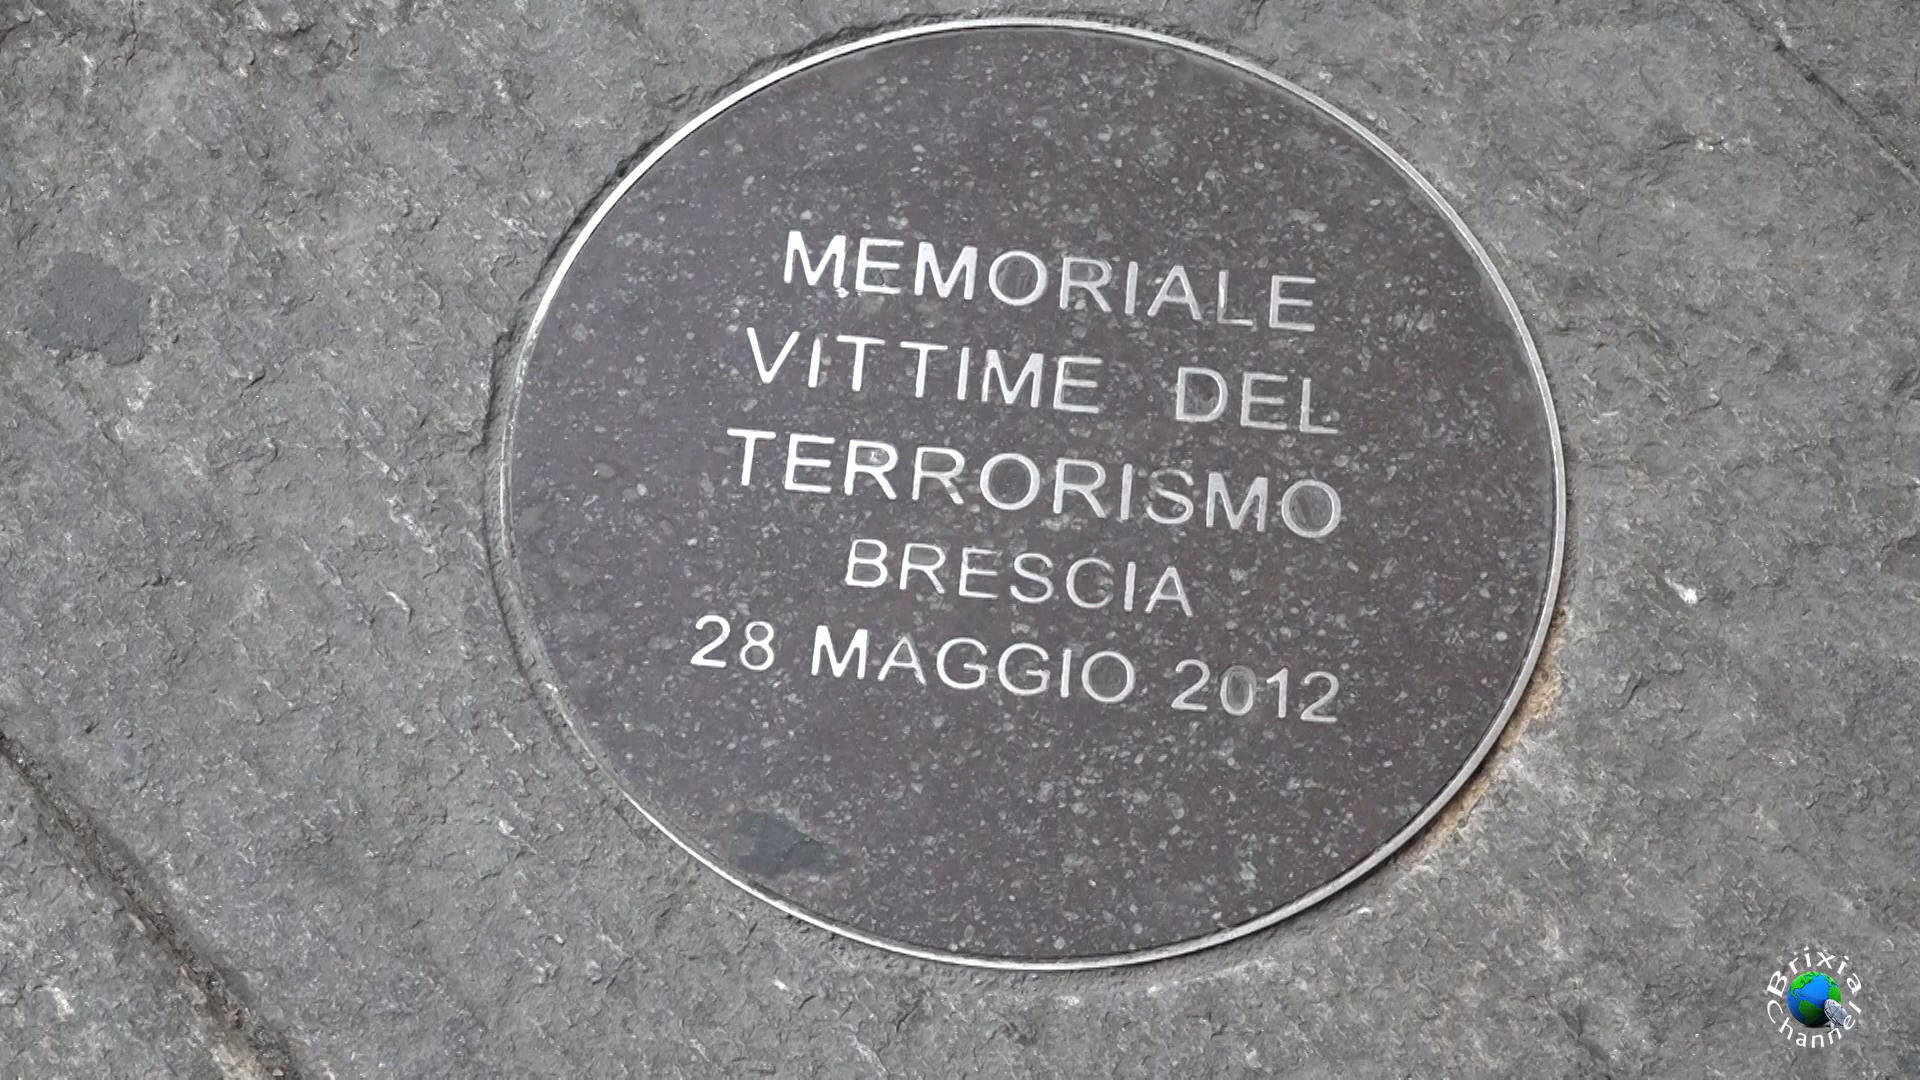 MEMORIALE
VITTIME DEL
TERRORISMO
BRESCIA
28 MAGGIO 2012
Brixia
Channel